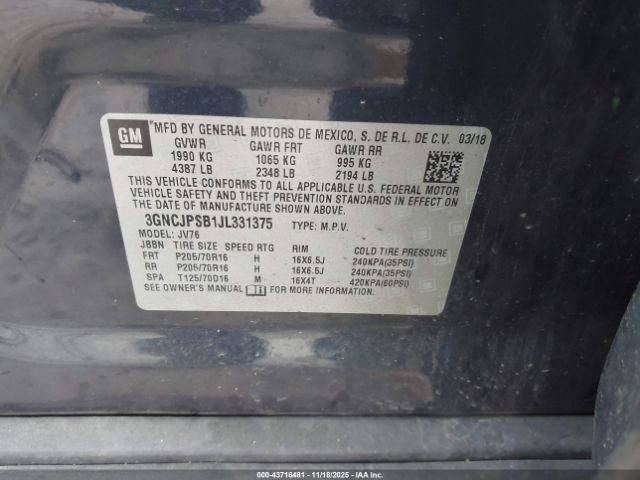 GM
MFD BY GENERAL MOTORS DE MEXICO, S. DE R.L. DE C.V. 03/18
GVWR GAWR FRT GAWR RR
1990 KG 1065 KG 995 KG
4387 LB 2348 LB 2194 LB
THIS VEHICLE CONFORMS TO ALL APPLICABLE U.S. FEDERAL MOTOR
VEHICLE SAFETY AND THEFT PREVENTION STANDARDS IN EFFECT ON
THE DATE OF MANUFACTURE SHOWN ABOVE.
3GNCJPSB1JL331375 TYPE: M.P.V.
MODEL: JV76
JBBN TIRE SIZE SPEED RTG RIM COLD TIRE PRESSURE
FRT P205/70R16 H 16X6.5J 240KPA(35PSI)
RR P205/70R16 H 16X6.5J 240KPA(35PSI)
SPA T125/70D16 M 16X4T 420KPA(60PSI)
SEE OWNER'S MANUAL FOR MORE INFORMATION.
000-43716481 - 11/18/2025 - IAAI.COM